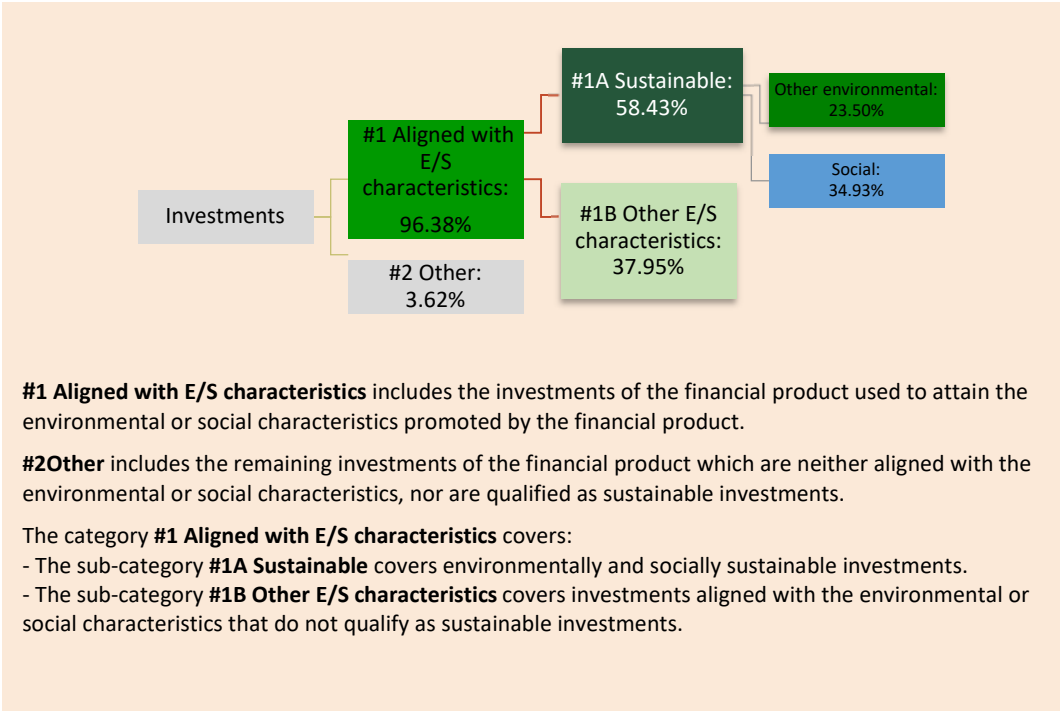 Investments
#1 Aligned with
E/S
characteristics:
96.38%
#2 Other:
3.62%
#1A Sustainable:
58.43%
#1B Other E/S
characteristics:
37.95%
Other environmental:
23.50%
Social:
34.93%
#1 Aligned with E/S characteristics includes the investments of the financial product used to attain the
environmental or social characteristics promoted by the financial product.
#2Other includes the remaining investments of the financial product which are neither aligned with the
environmental or social characteristics, nor are qualified as sustainable investments.
The category #1 Aligned with E/S characteristics covers:
- The sub-category #1A Sustainable covers environmentally and socially sustainable investments.
- The sub-category #1B Other E/S characteristics covers investments aligned with the environmental or
social characteristics that do not qualify as sustainable investments.